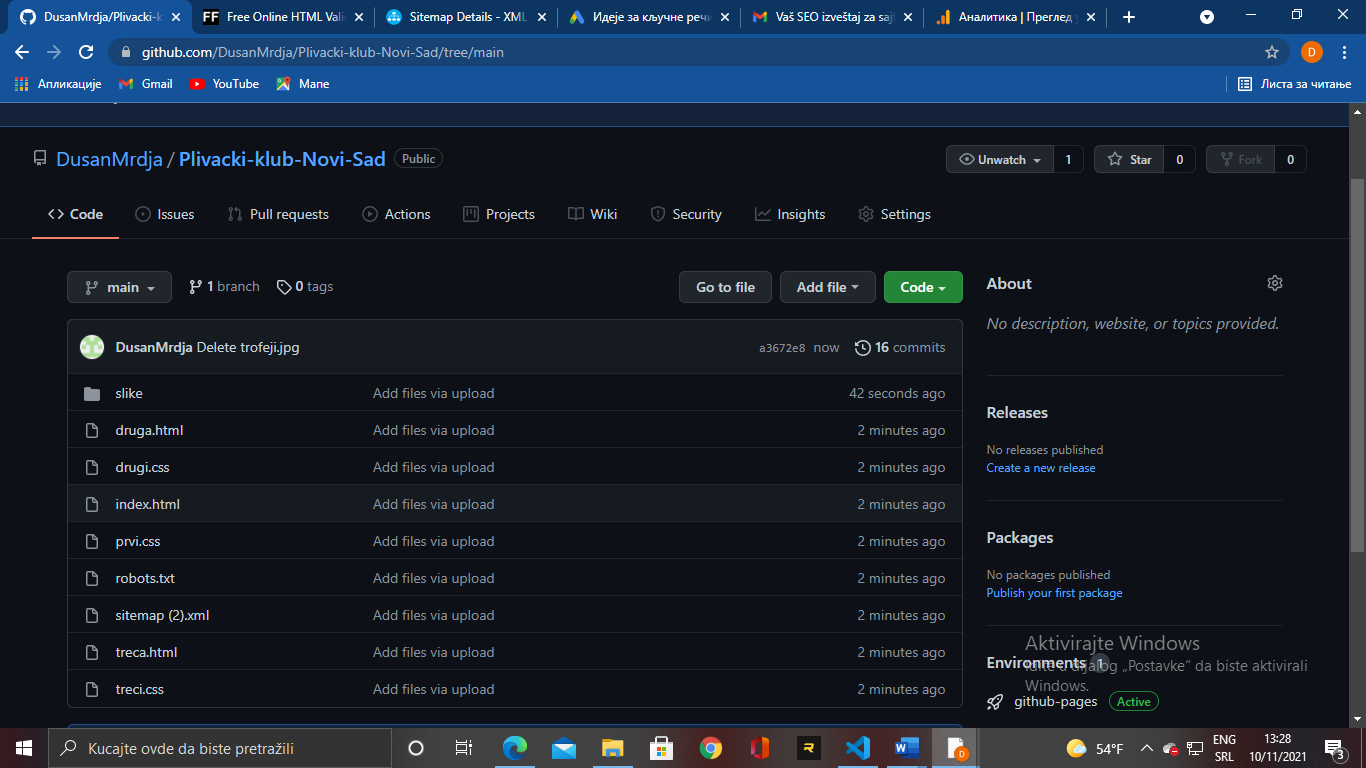 DusanMrdja/Plivacki-k
Free Online HTML Vali
Sitemap Details - XML
Идеје за кључне речи
Vaš SEO izveštaj za sajt
Аналитика | Преглед
github.com/DusanMrdja/Plivacki-klub-Novi-Sad/tree/main
D
Апликације
Gmail
YouTube
Мапе
Листа за читање
DusanMrdja / Plivacki-klub-Novi-Sad
Public
Unwatch 1
Star 0
Fork 0
Code
Issues
Pull requests
Actions
Projects
Wiki
Security
Insights
Settings
main
1 branch
0 tags
Go to file
Add file
Code
DusanMrdja Delete trofeji.jpg a3672e8 now 16 commits
slike Add files via upload 42 seconds ago
druga.html Add files via upload 2 minutes ago
drugi.css Add files via upload 2 minutes ago
index.html Add files via upload 2 minutes ago
prvi.css Add files via upload 2 minutes ago
robots.txt Add files via upload 2 minutes ago
sitemap (2).xml Add files via upload 2 minutes ago
treca.html Add files via upload 2 minutes ago
treci.css Add files via upload 2 minutes ago
About
No description, website, or topics provided.
Releases
No releases published
Create a new release
Packages
No packages published
Publish your first package
Environments 1
github-pages Active
Aktivirajte Windows
Idite u dijalog „Postavke“ da biste aktivirali
Windows.
Kucajte ovde da biste pretražili
54°F
ENG
SRL
13:28
10/11/2021
3